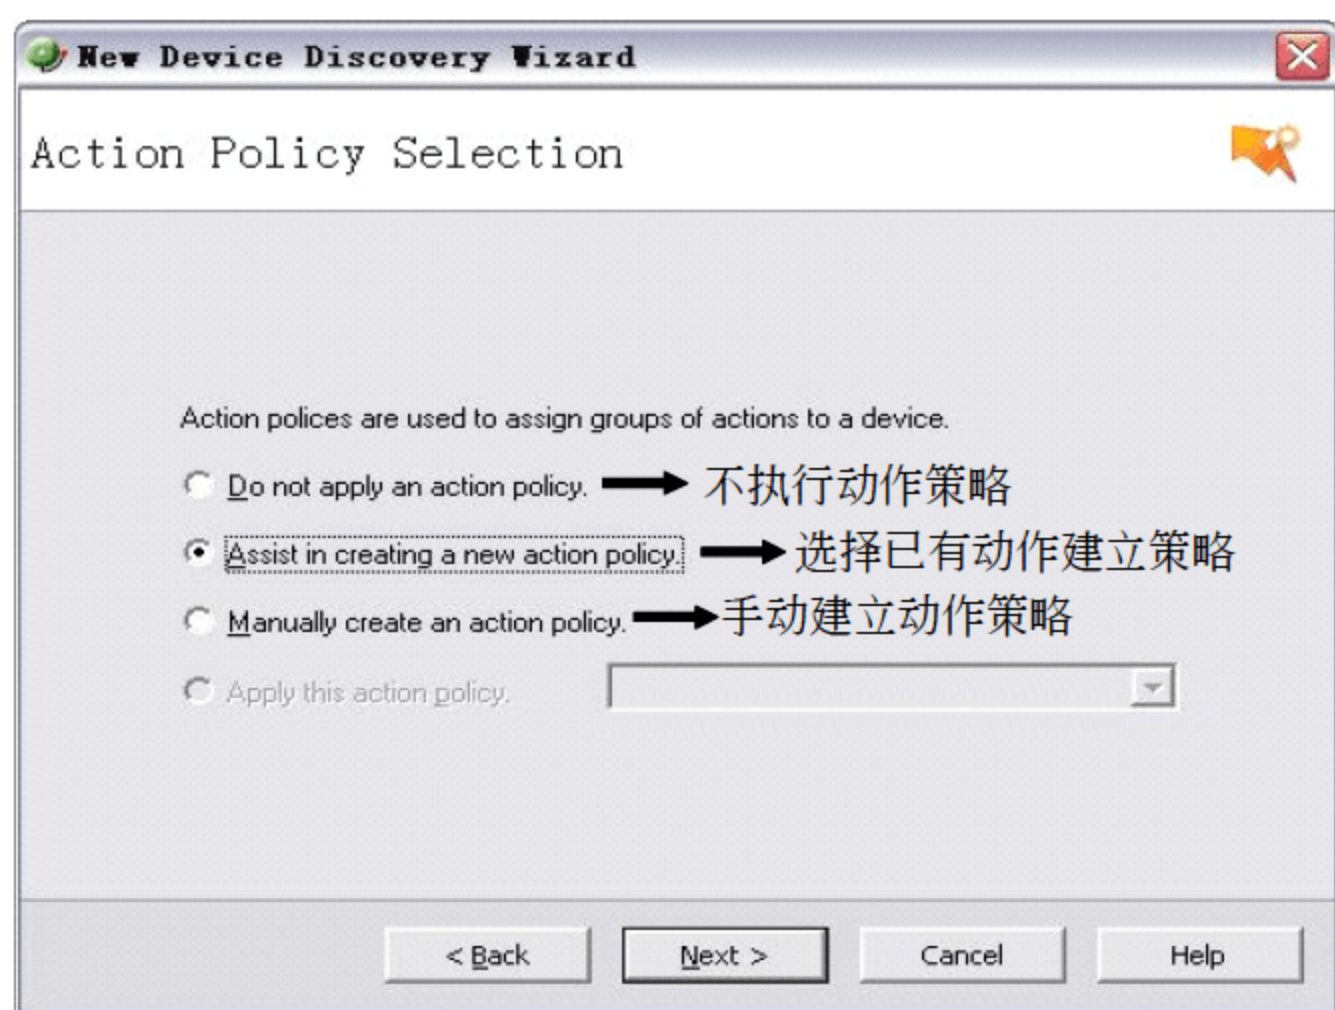 New Device Discovery Wizard
Action Policy Selection
Action polices are used to assign groups of actions to a device.
Do not apply an action policy. 不执行动作策略
Assist in creating a new action policy. 选择已有动作建立策略
Manually create an action policy. 手动建立动作策略
Apply this action policy.
< Back Next > Cancel Help